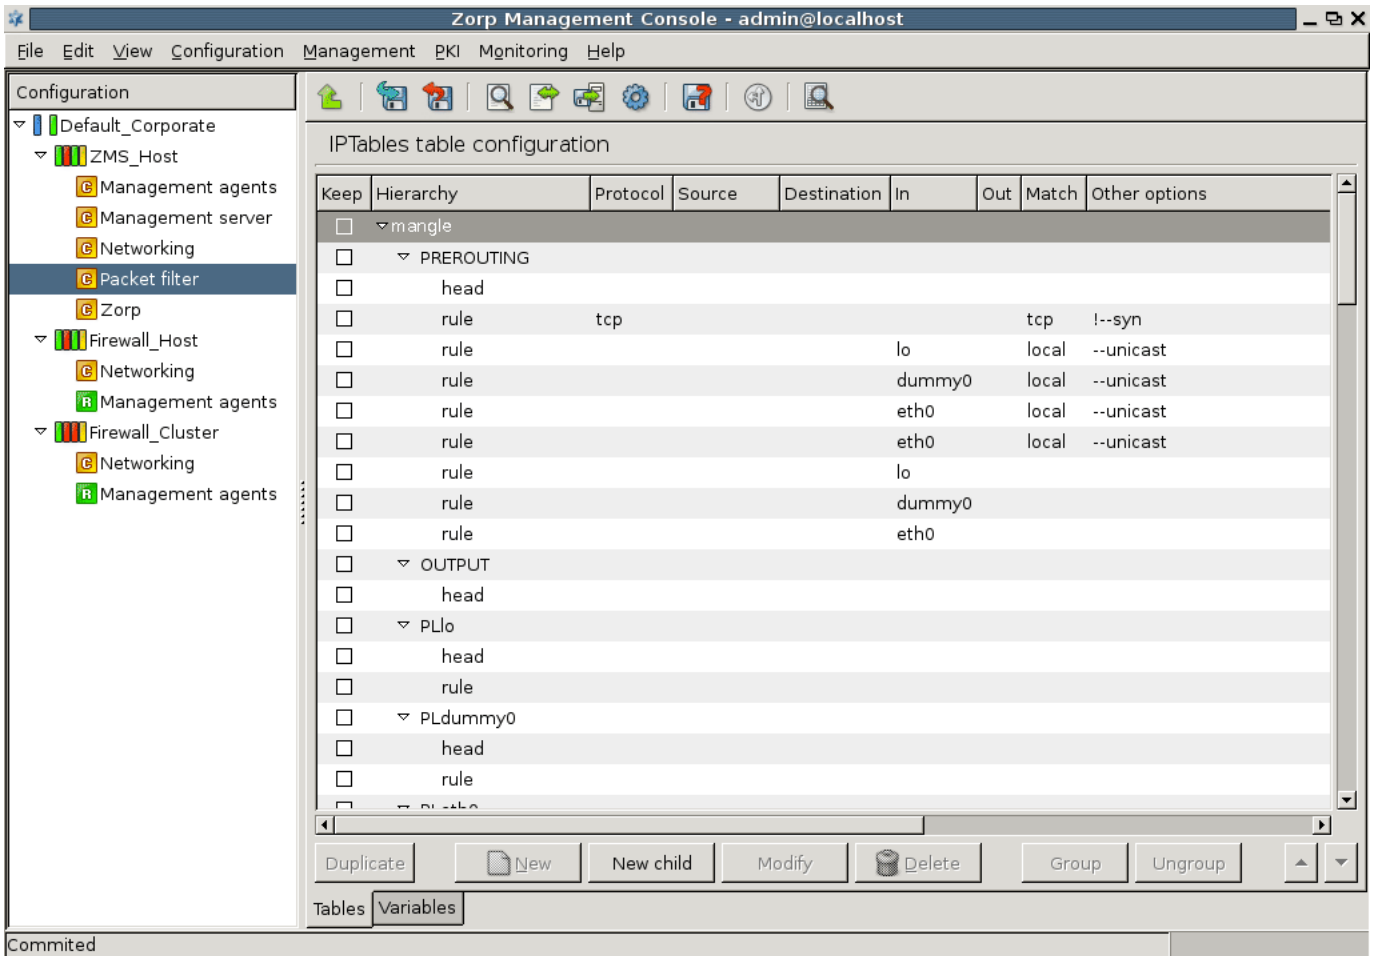 Zorp Management Console - admin@localhost
File Edit View Configuration Management PKI Monitoring Help
Configuration
Default_Corporate
ZMS_Host
Management agents
Management server
Networking
Packet filter
Zorp
Firewall_Host
Networking
Management agents
Firewall_Cluster
Networking
Management agents
IPTables table configuration
Keep Hierarchy Protocol Source Destination In Out Match Other options
mangle
PREROUTING
head
rule tcp tcp !--syn
rule lo local --unicast
rule dummy0 local --unicast
rule eth0 local --unicast
rule eth0 local --unicast
rule lo
rule dummy0
rule eth0
OUTPUT
head
PLlo
head
rule
PLdummy0
head
rule
PLeth0
Duplicate New New child Modify Delete Group Ungroup
Tables Variables
Commited